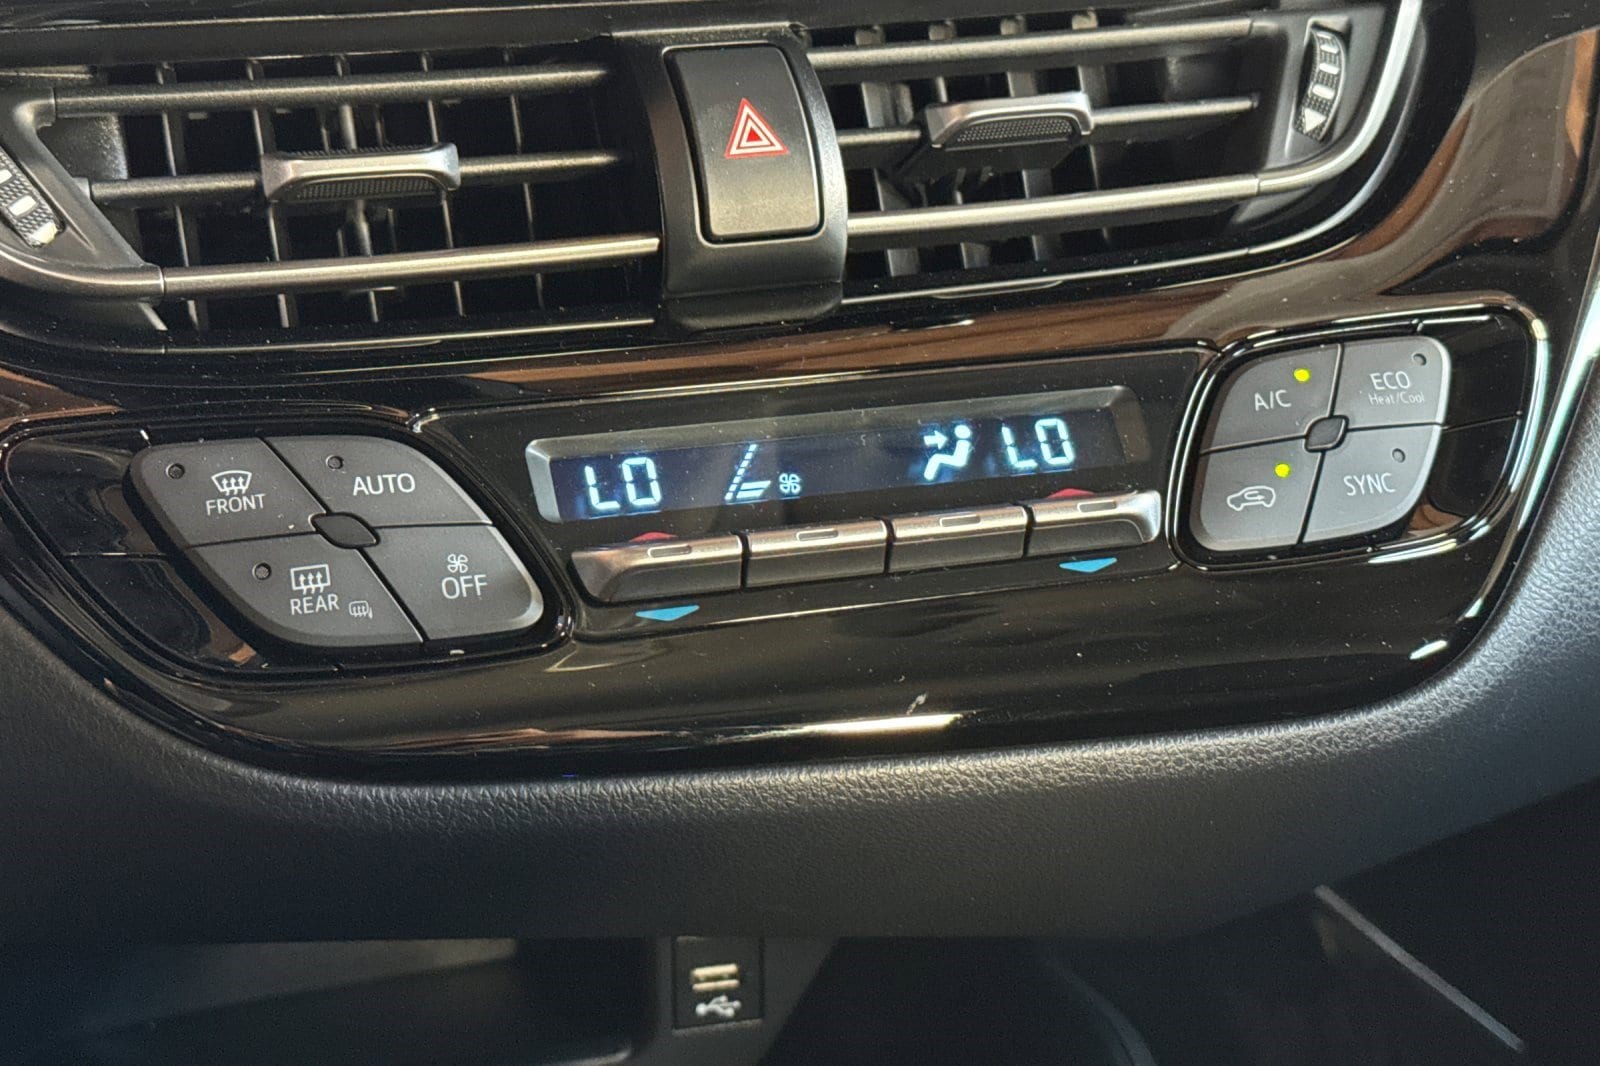 FRONT
AUTO
REAR
OFF
LO
LO
A/C
ECO
Heat/Cool
SYNC